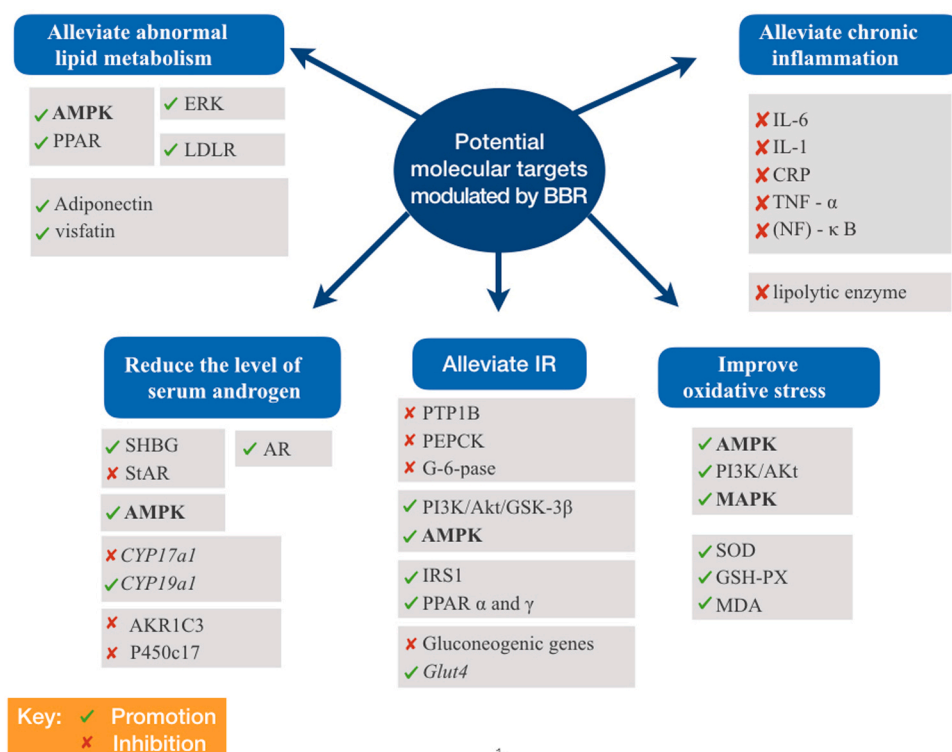 Alleviate abnormal
lipid metabolism
✓ AMPK
✓ PPAR
✓ ERK
✓ LDLR
✓ Adiponectin
✓ visfatin
Potential
molecular targets
modulated by BBR
Alleviate chronic
inflammation
✘ IL-6
✘ IL-1
✘ CRP
✘ TNF - α
✘ (NF) - κ B
✘ lipolytic enzyme
Reduce the level of
serum androgen
✓ SHBG
✘ StAR
✓ AR
✓ AMPK
✘ CYP17a1
✓ CYP19a1
✘ AKR1C3
✘ P450c17
Alleviate IR
✘ PTP1B
✘ PEPCK
✘ G-6-pase
✓ PI3K/Akt/GSK-3β
✓ AMPK
✓ IRS1
✓ PPAR α and γ
✘ Gluconeogenic genes
✓ Glut4
Improve
oxidative stress
✓ AMPK
✓ PI3K/AKt
✓ MAPK
✓ SOD
✓ GSH-PX
✓ MDA
Key: ✓ Promotion
✘ Inhibition